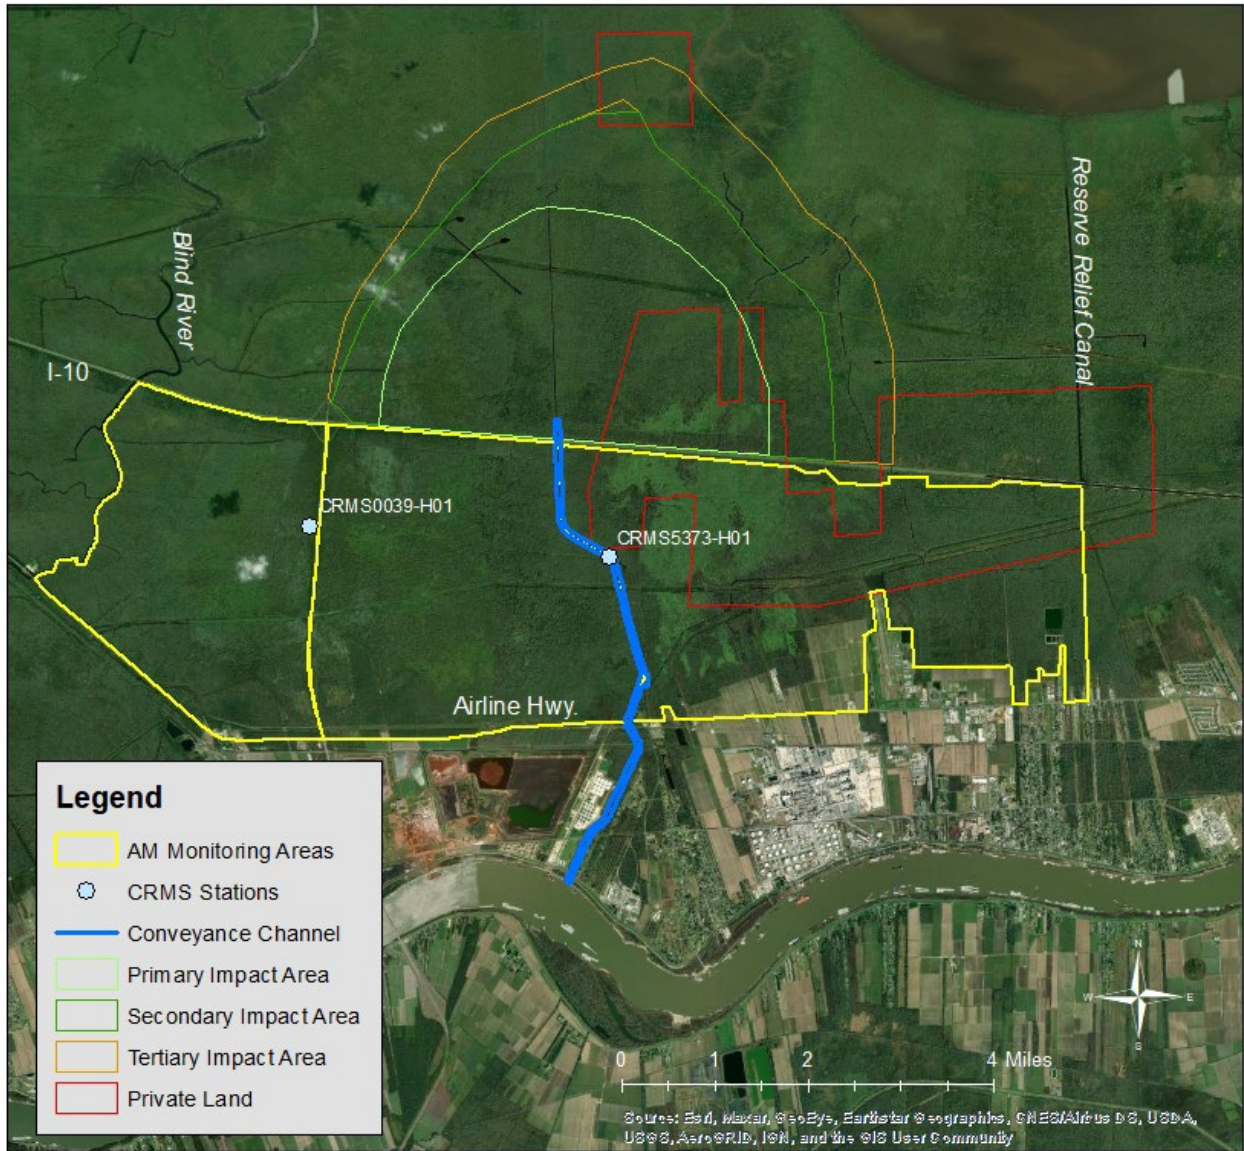 Blind River
Reserve Relief Canal
I-10
CRMS0039-H01
CRMS5373-H01
Airline Hwy.
Legend
AM Monitoring Areas
CRMS Stations
Conveyance Channel
Primary Impact Area
Secondary Impact Area
Tertiary Impact Area
Private Land
N
W
E
S
0 1 2 4 Miles
Source: Esri, Maxar, GeoEye, Earthstar Geographics, CNES/Airbus DS, USDA,
USGS, AeroGRID, IGN, and the GIS User Community